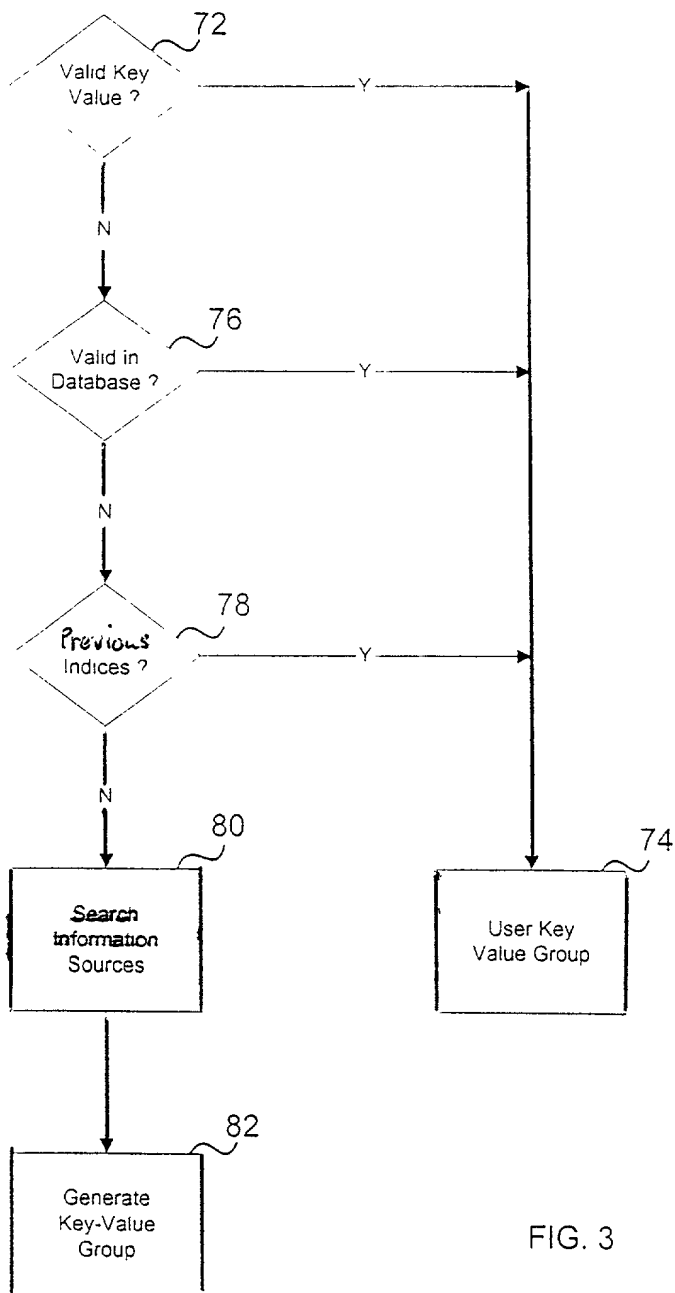 72
Valid Key
Value ?
Y
N
76
Valid in
Database ?
Y
N
78
Previous
Indices ?
Y
N
80
Search
Information
Sources
74
User Key
Value Group
82
Generate
Key-Value
Group
FIG. 3